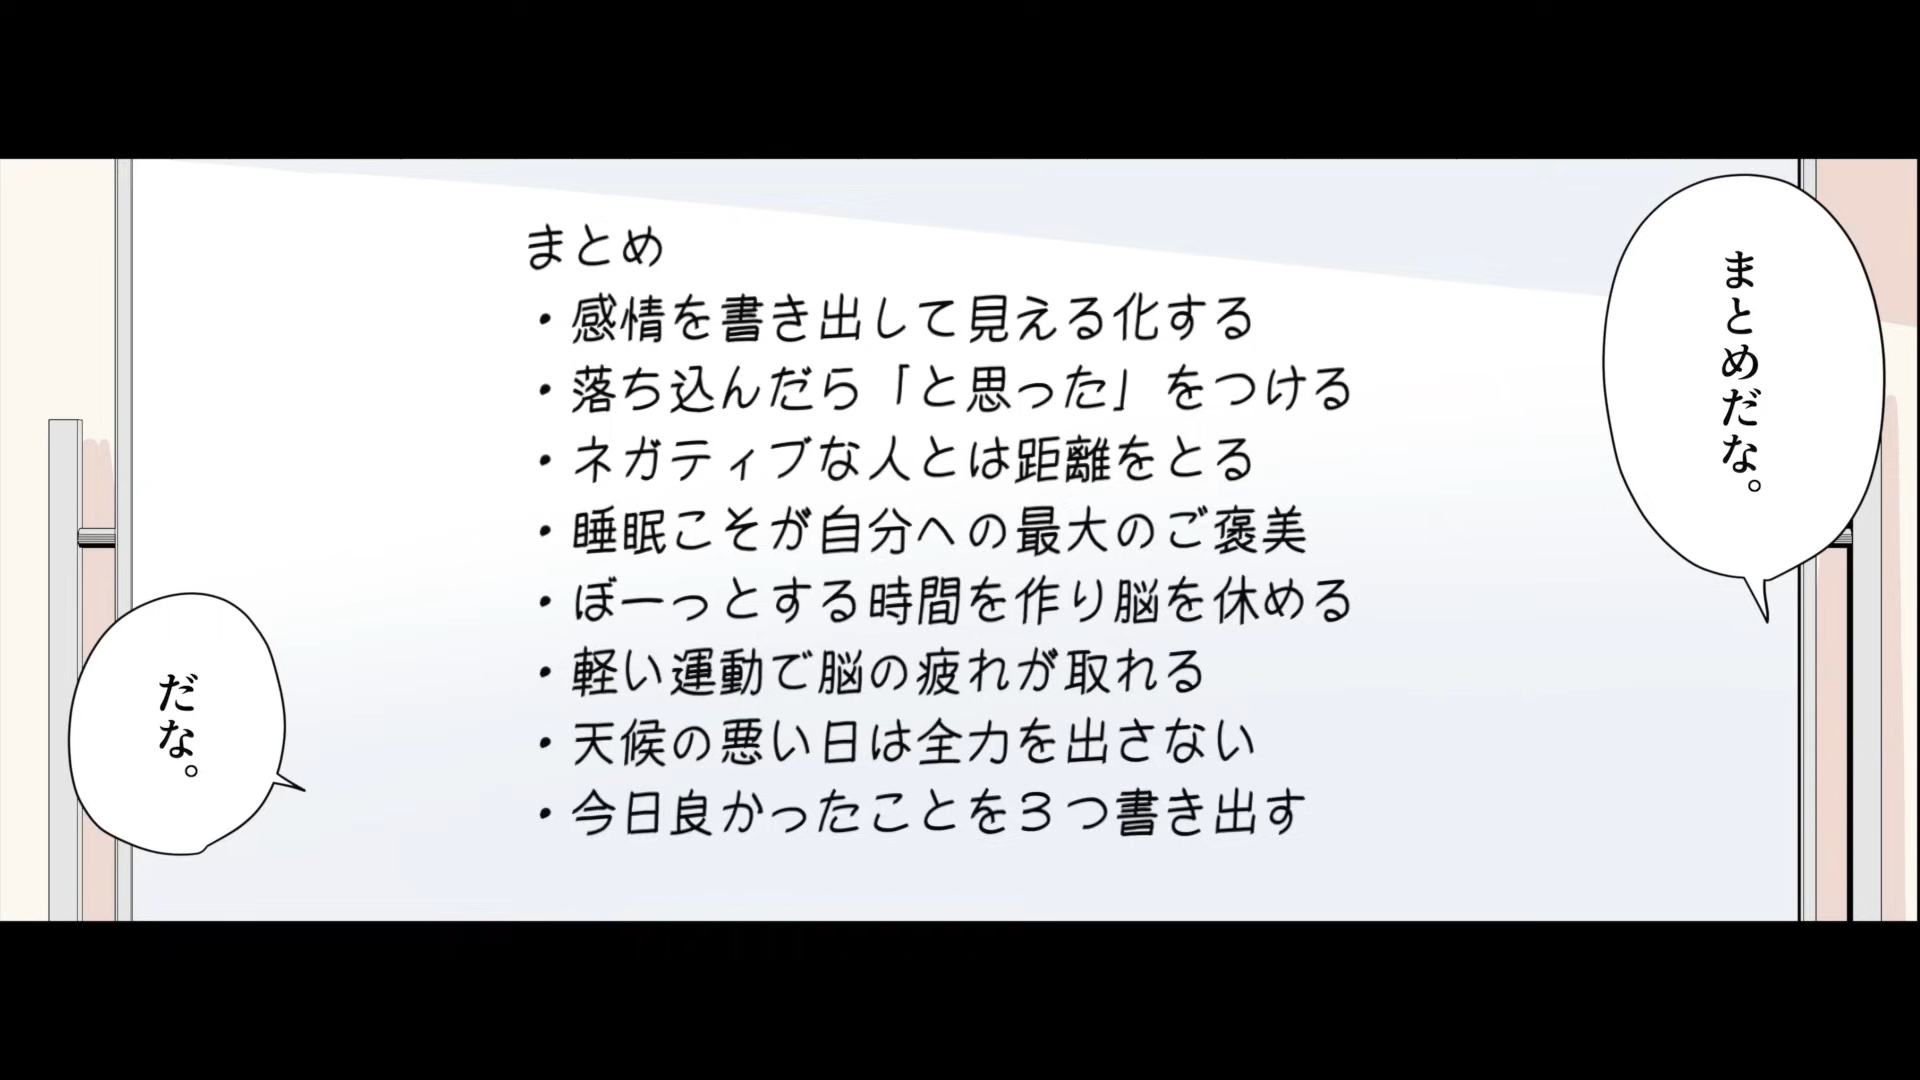 まとめ
・感情を書き出して見える化する
・落ち込んだら「と思った」をつける
・ネガティブな人とは距離をとる
・睡眠こそが自分への最大のご褒美
・ぼーっとする時間を作り脳を休める
・軽い運動で脳の疲れが取れる
・天候の悪い日は全力を出さない
・今日良かったことを３つ書き出す
まとめだな。
だな。